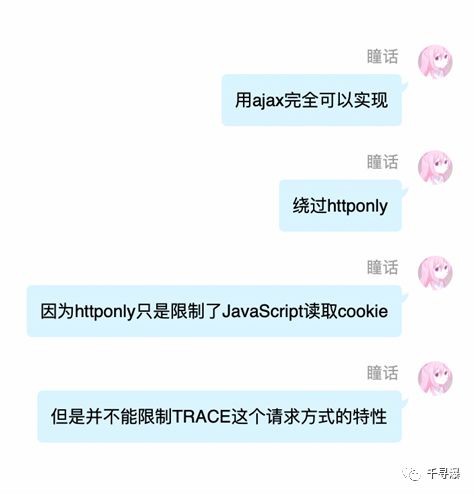 瞳话
用ajax完全可以实现
瞳话
绕过httponly
瞳话
因为httponly只是限制了JavaScript读取cookie
瞳话
但是并不能限制TRACE这个请求方式的特性
千寻瀑